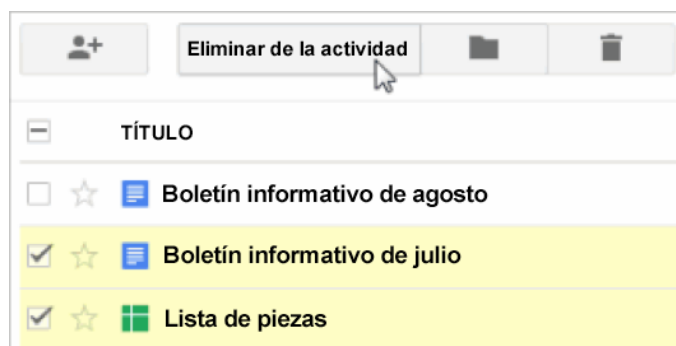 Eliminar de la actividad
TÍTULO
Boletín informativo de agosto
Boletín informativo de julio
Lista de piezas